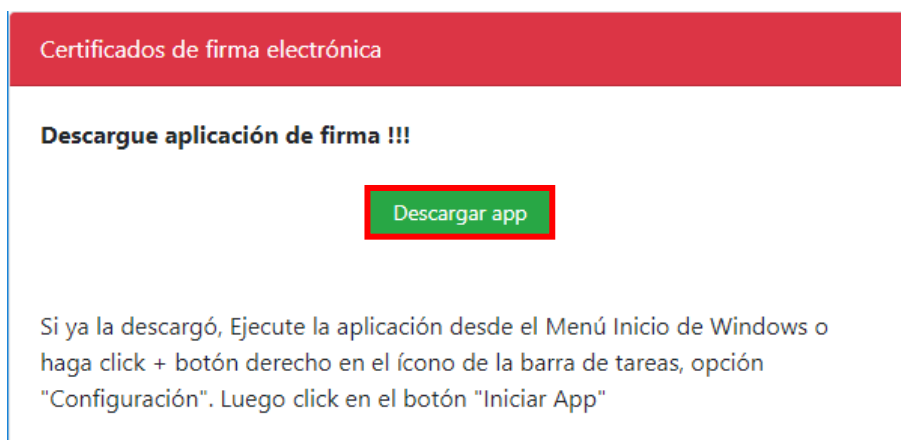 Certificados de firma electrónica
Descargue aplicación de firma !!!
Descargar app
Si ya la descargó, Ejecute la aplicación desde el Menú Inicio de Windows o
haga click + botón derecho en el ícono de la barra de tareas, opción
"Configuración". Luego click en el botón "Iniciar App"